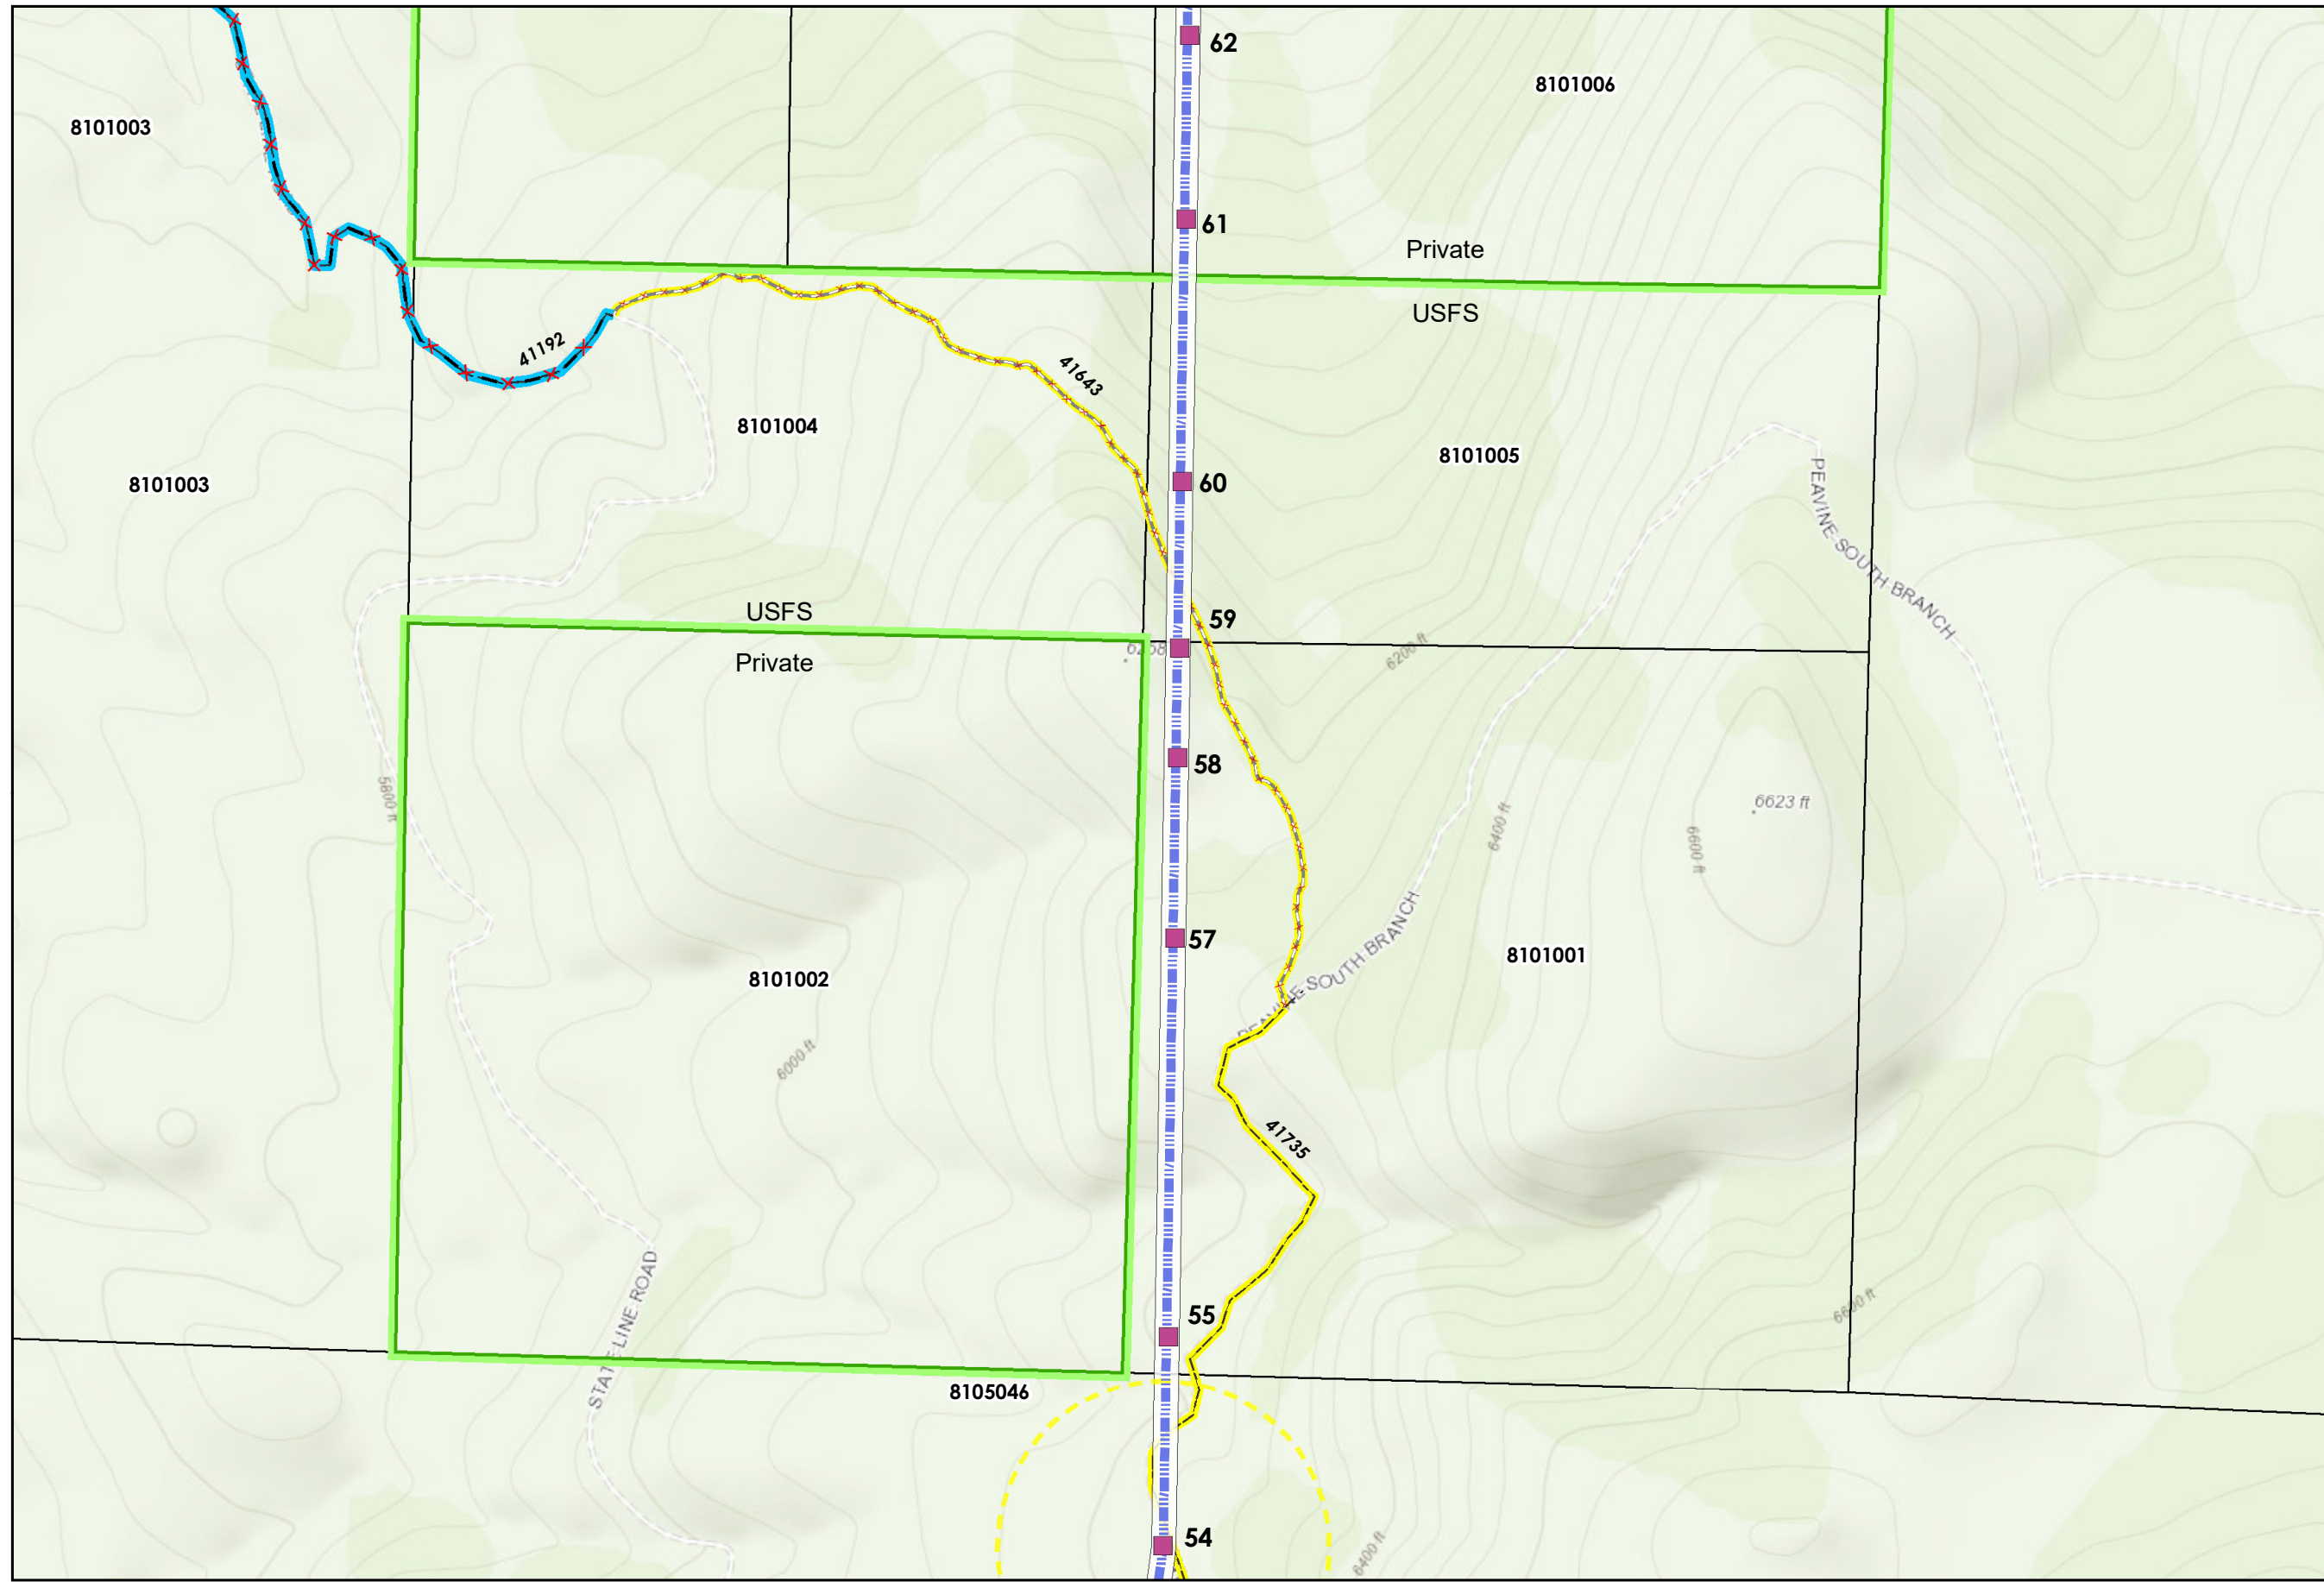 62
8101006
8101003
61
Private
USFS
41192
41643
8101004
8101005
8101003
60
PEAVINE SOUTH BRANCH
USFS
59
6200 ft
Private
58
5800 ft
6623 ft
6400 ft
6600 ft
57
PEAVINE SOUTH BRANCH
8101001
8101002
6000 ft
41735
STATE LINE ROAD
55
6600 ft
8105046
54
6400 ft